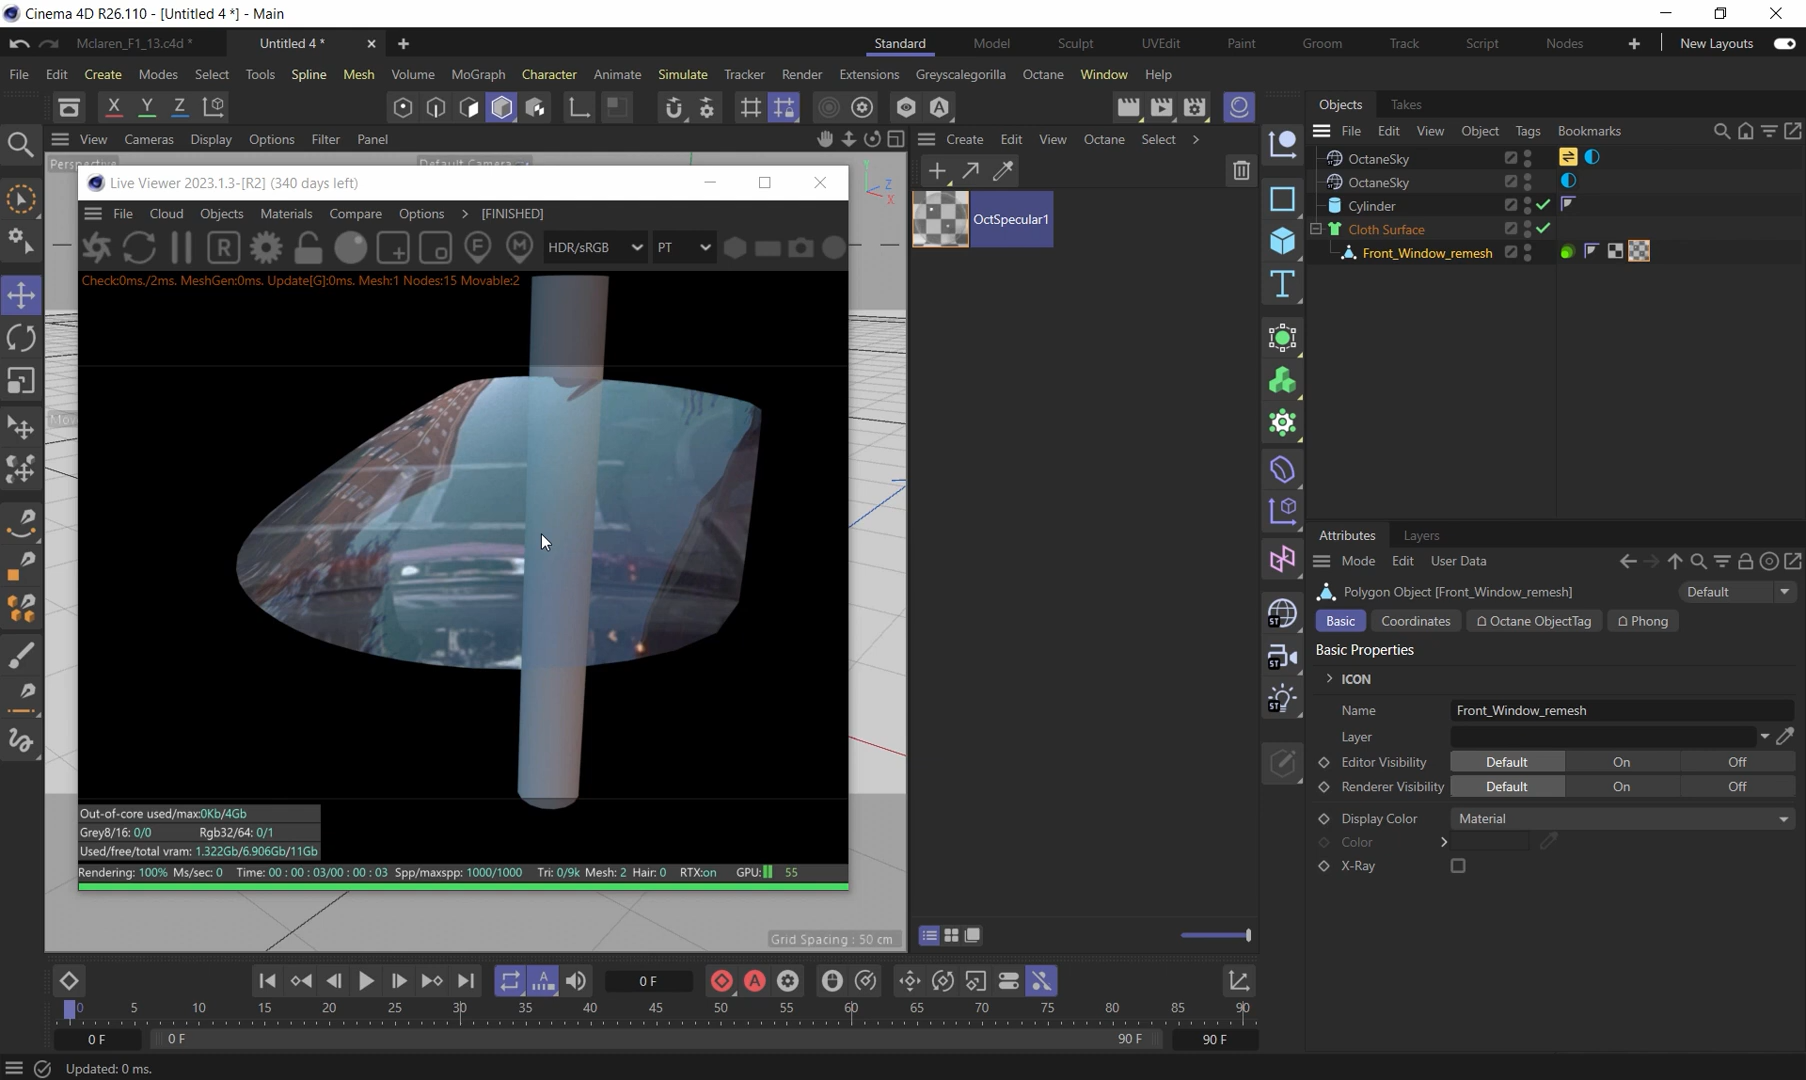 Cinema 4D R26.110 - [Untitled 4 *] - Main
Mclaren_F1_13.c4d *
Untitled 4 *
Standard Model Sculpt UVEdit Paint Groom Track Script Nodes New Layouts
File Edit Create Modes Select Tools Spline Mesh Volume MoGraph Character Animate Simulate Tracker Render Extensions Greyscalegorilla Octane Window Help
X Y Z
View Cameras Display Options Filter Panel
Create Edit View Octane Select >
Objects Takes
File Edit View Object Tags Bookmarks
Perspective Default Camera
Y Z X
Live Viewer 2023.1.3-[R2] (340 days left)
File Cloud Objects Materials Compare Options > [FINISHED]
R F M HDR/sRGB PT
Check:0ms./2ms. MeshGen:0ms. Update[G]:0ms. Mesh:1 Nodes:15 Movable:2
Move
OctSpecular1
OctaneSky
OctaneSky
Cylinder
Cloth Surface
Front_Window_remesh
Attributes Layers
Mode Edit User Data
Polygon Object [Front_Window_remesh]
Default
Basic Coordinates Octane ObjectTag Phong
Basic Properties
ICON
Name Front_Window_remesh
Layer
Editor Visibility Default On Off
Renderer Visibility Default On Off
Display Color Material
Color
X-Ray
Out-of-core used/max:0Kb/4Gb
Grey8/16: 0/0 Rgb32/64: 0/1
Used/free/total vram: 1.322Gb/6.906Gb/11Gb
Rendering: 100% Ms/sec: 0 Time: 00 : 00 : 03/00 : 00 : 03 Spp/maxspp: 1000/1000 Tri: 0/9k Mesh: 2 Hair: 0 RTX:on GPU: 55
Grid Spacing : 50 cm
0 F
0 5 10 15 20 25 30 35 40 45 50 55 60 65 70 75 80 85 90
0 F 0 F 90 F 90 F
Updated: 0 ms.